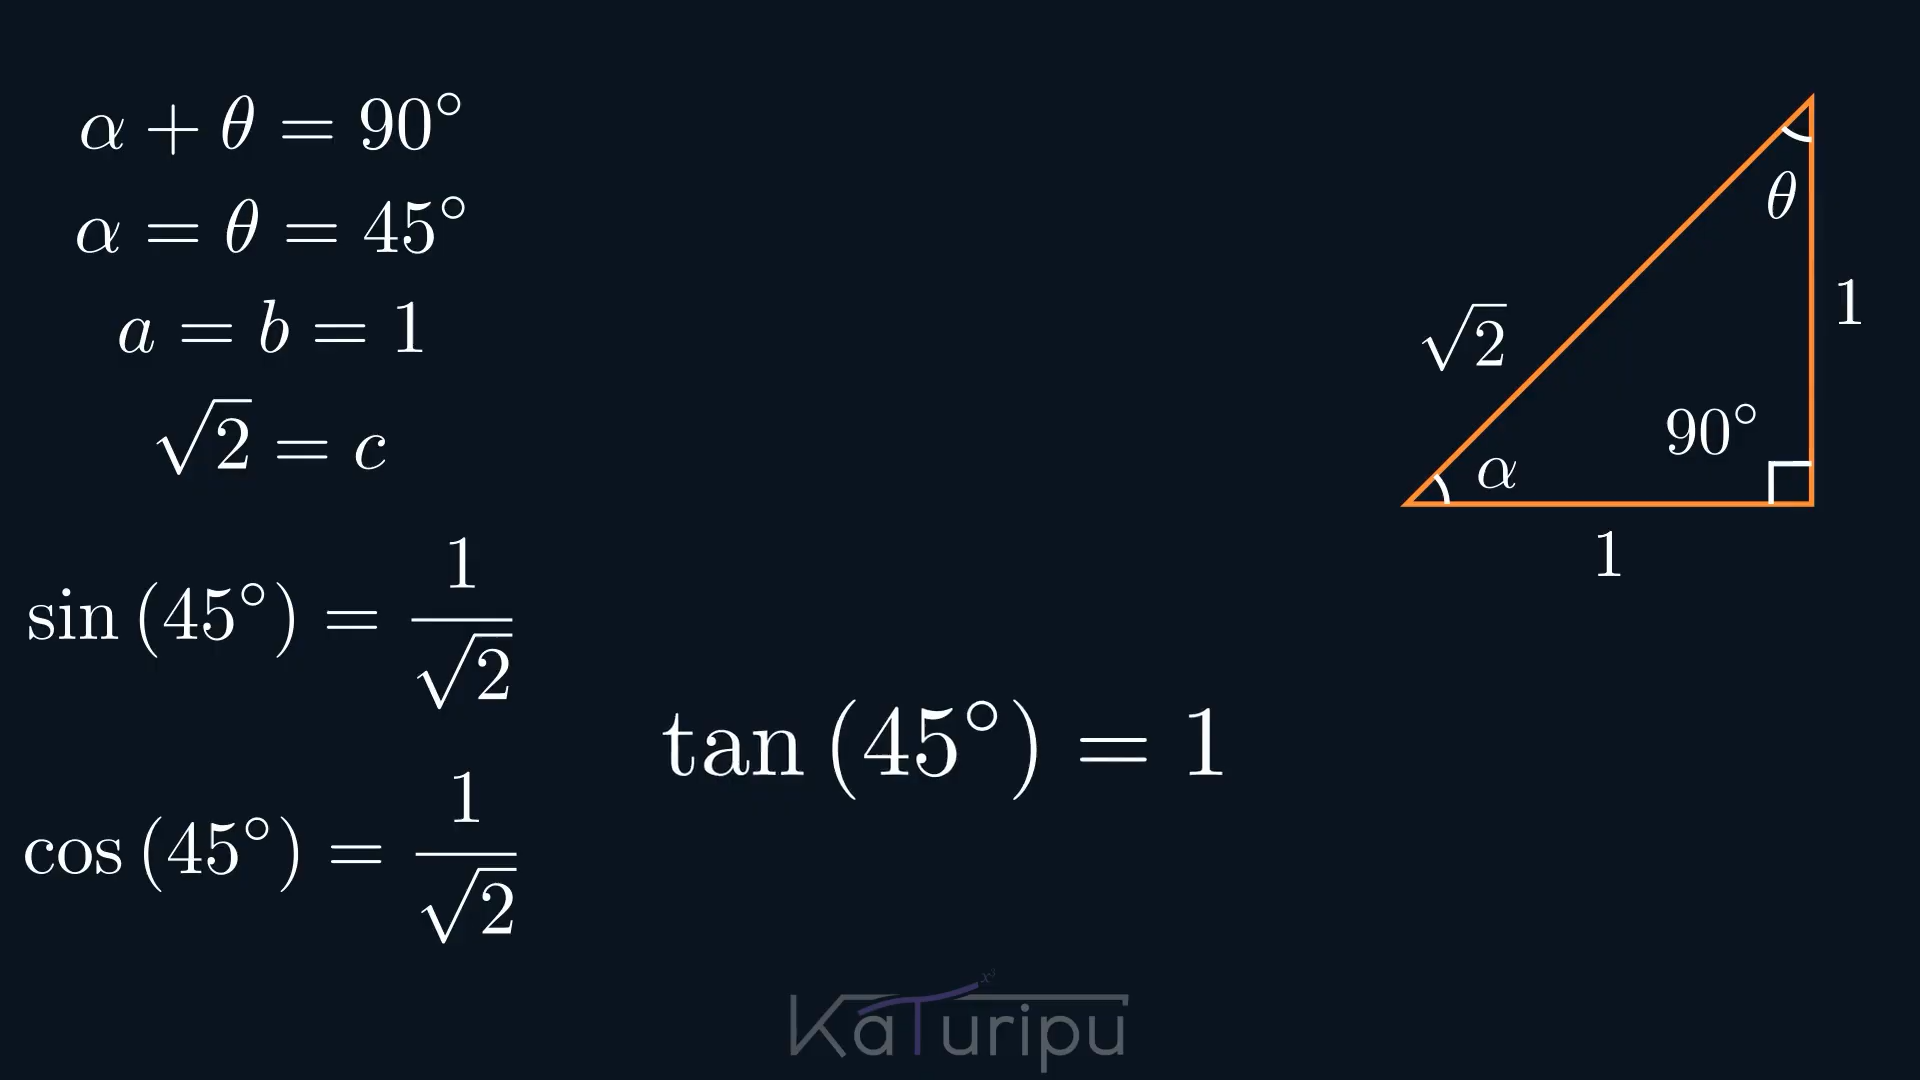 α + θ = 90°
α = θ = 45°
a = b = 1
√2 = c
sin (45°) = 1/√2
cos (45°) = 1/√2
tan (45°) = 1
θ
1
√2
90°
α
1
x³
KaTuripu